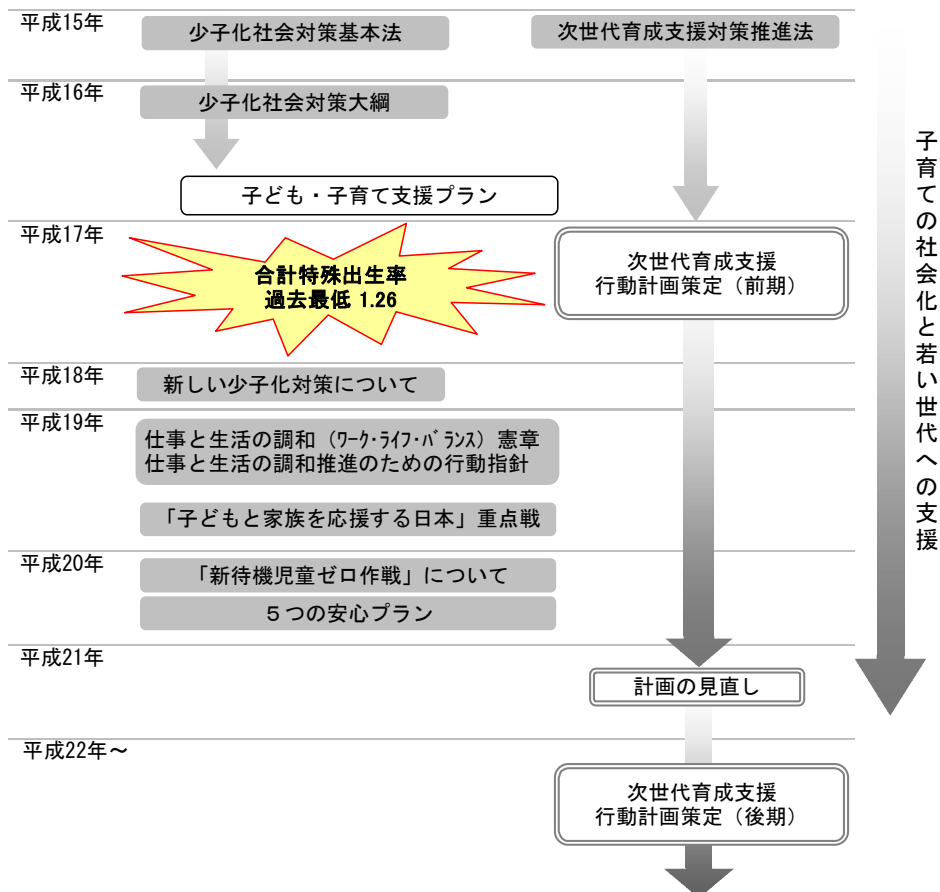 平成15年
少子化社会対策基本法
次世代育成支援対策推進法
平成16年
少子化社会対策大綱
子ども・子育て支援プラン
平成17年
合計特殊出生率
過去最低 1.26
次世代育成支援
行動計画策定（前期）
平成18年
新しい少子化対策について
平成19年
仕事と生活の調和（ﾜｰｸ･ﾗｲﾌ･ﾊﾞﾗﾝｽ）憲章
仕事と生活の調和推進のための行動指針
「子どもと家族を応援する日本」重点戦
平成20年
「新待機児童ゼロ作戦」について
５つの安心プラン
平成21年
計画の見直し
平成22年～
次世代育成支援
行動計画策定（後期）
子育ての社会化と若い世代への支援